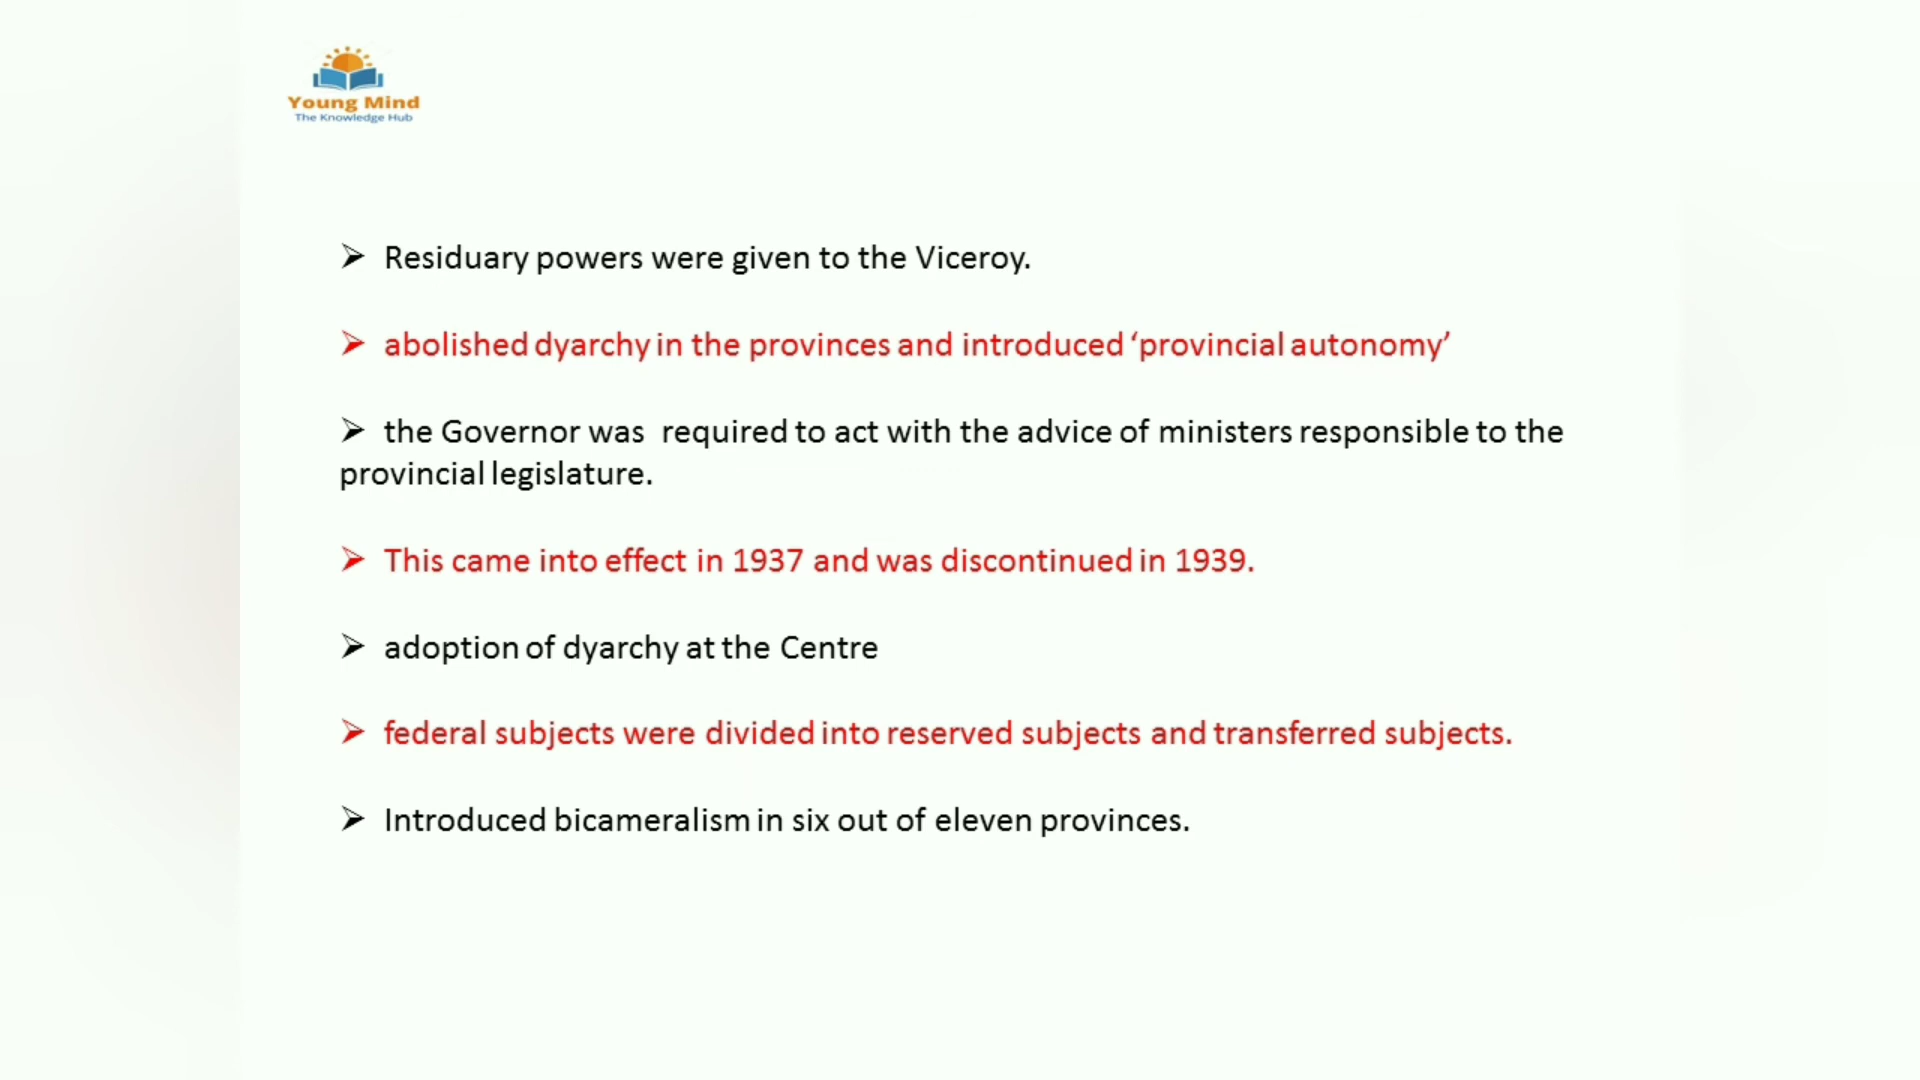 Young Mind
The Knowledge Hub
➢ Residuary powers were given to the Viceroy.
➢ abolished dyarchy in the provinces and introduced ‘provincial autonomy’
➢ the Governor was required to act with the advice of ministers responsible to the
provincial legislature.
➢ This came into effect in 1937 and was discontinued in 1939.
➢ adoption of dyarchy at the Centre
➢ federal subjects were divided into reserved subjects and transferred subjects.
➢ Introduced bicameralism in six out of eleven provinces.